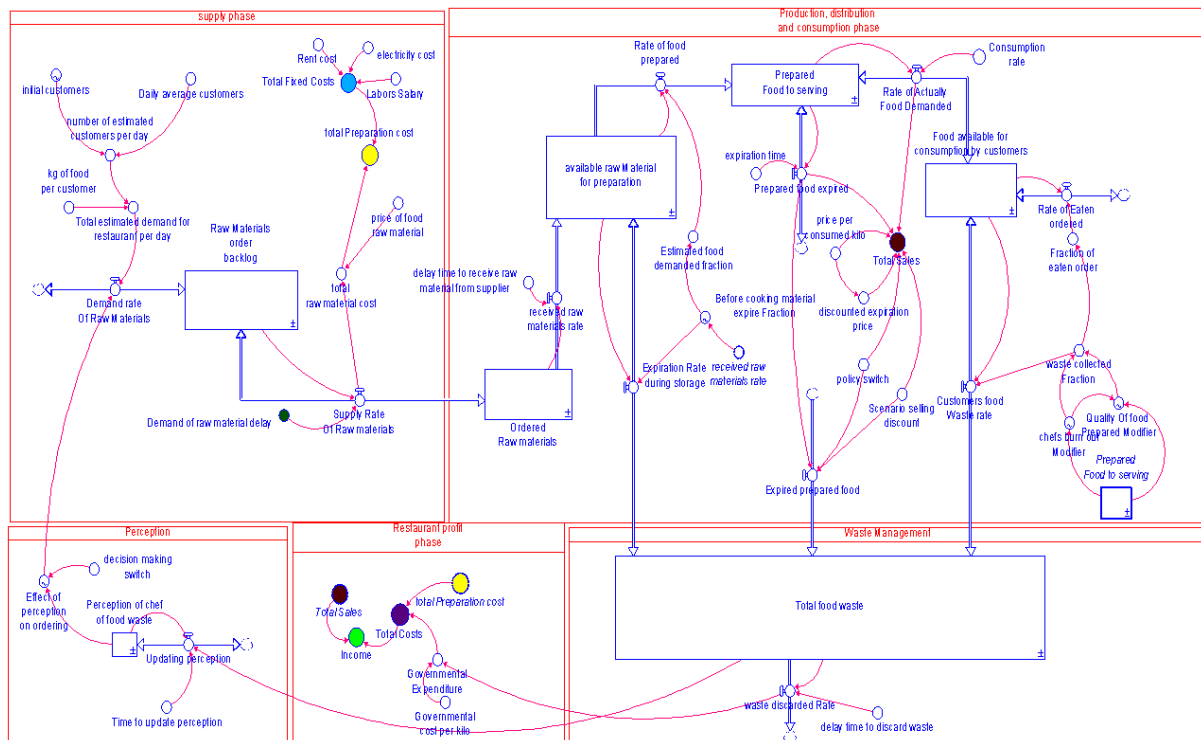 supply phase
Rent cost
electricity cost
Total Fixed Costs
Labors Salary
initial customers
Daily average customers
number of estimated
customers per day
total Preparation cost
kg of food
per customer
Total estimated demand for
restaurant per day
price of food
raw material
Raw Materials
order
backlog
Demand rate
Of Raw Materials
total
raw material cost
Demand of raw material delay
Supply Rate
Of Raw materials
Production, distribution
and consumption phase
Rate of food
prepared
Prepared
Food to serving
Consumption
rate
Rate of Actually
Food Demanded
Food available for
consumption by customers
available raw Material
for preparation
expiration time
Prepared food expired
price per
consumed kilo
Total Sales
Rate of Eaten
ordered
Fraction of
eaten order
Estimated food
demanded fraction
delay time to receive raw
material from supplier
received raw
materials rate
Before cooking material
expire Fraction
discounted expiration
price
Expiration Rate
during storage
received raw
materials rate
policy switch
Scenario selling
discount
waste collected
Fraction
Customers food
Waste rate
Quality Of food
Prepared Modifier
chefs burn out
Modifier
Prepared
Food to serving
Ordered
Raw materials
Expired prepared food
Perception
decision making
switch
Effect of
perception
on ordering
Perception of chef
of food waste
Updating perception
Time to update perception
Restaurant profit
phase
Total Sales
total Preparation cost
Total Costs
Income
Governmental
Expenditure
Governmental
cost per kilo
Waste Management
Total food waste
waste discarded Rate
delay time to discard waste